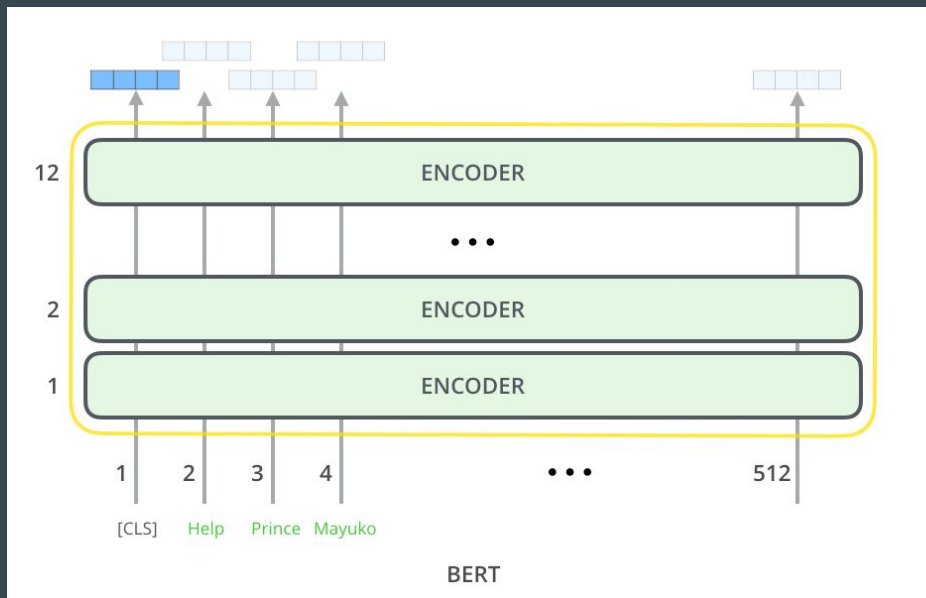 12 ENCODER
...
2 ENCODER
1 ENCODER
1 2 3 4 ... 512
[CLS] Help Prince Mayuko
BERT